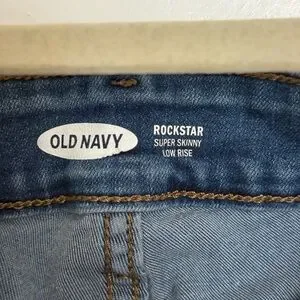 OLD NAVY
ROCKSTAR
SUPER SKINNY
LOW RISE